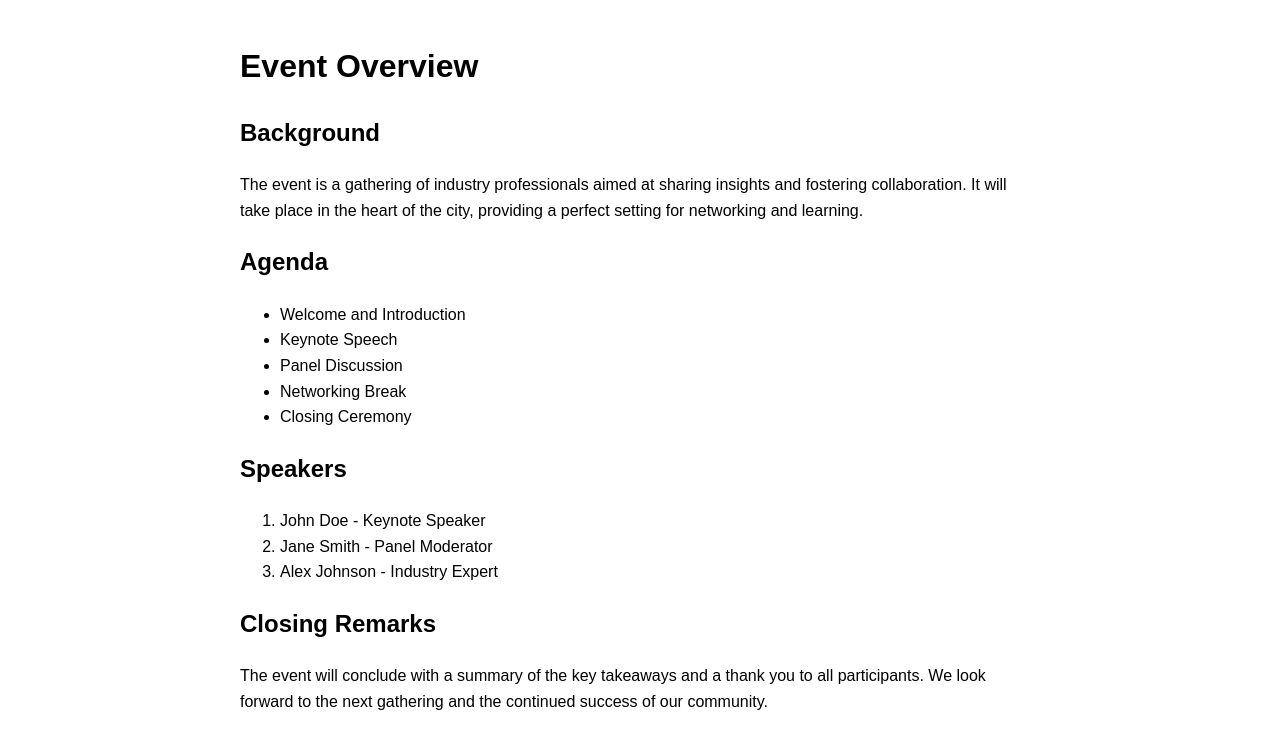 Event Overview
Background
The event is a gathering of industry professionals aimed at sharing insights and fostering collaboration. It will
take place in the heart of the city, providing a perfect setting for networking and learning.
Agenda
• Welcome and Introduction
• Keynote Speech
• Panel Discussion
• Networking Break
• Closing Ceremony
Speakers
1. John Doe - Keynote Speaker
2. Jane Smith - Panel Moderator
3. Alex Johnson - Industry Expert
Closing Remarks
The event will conclude with a summary of the key takeaways and a thank you to all participants. We look
forward to the next gathering and the continued success of our community.